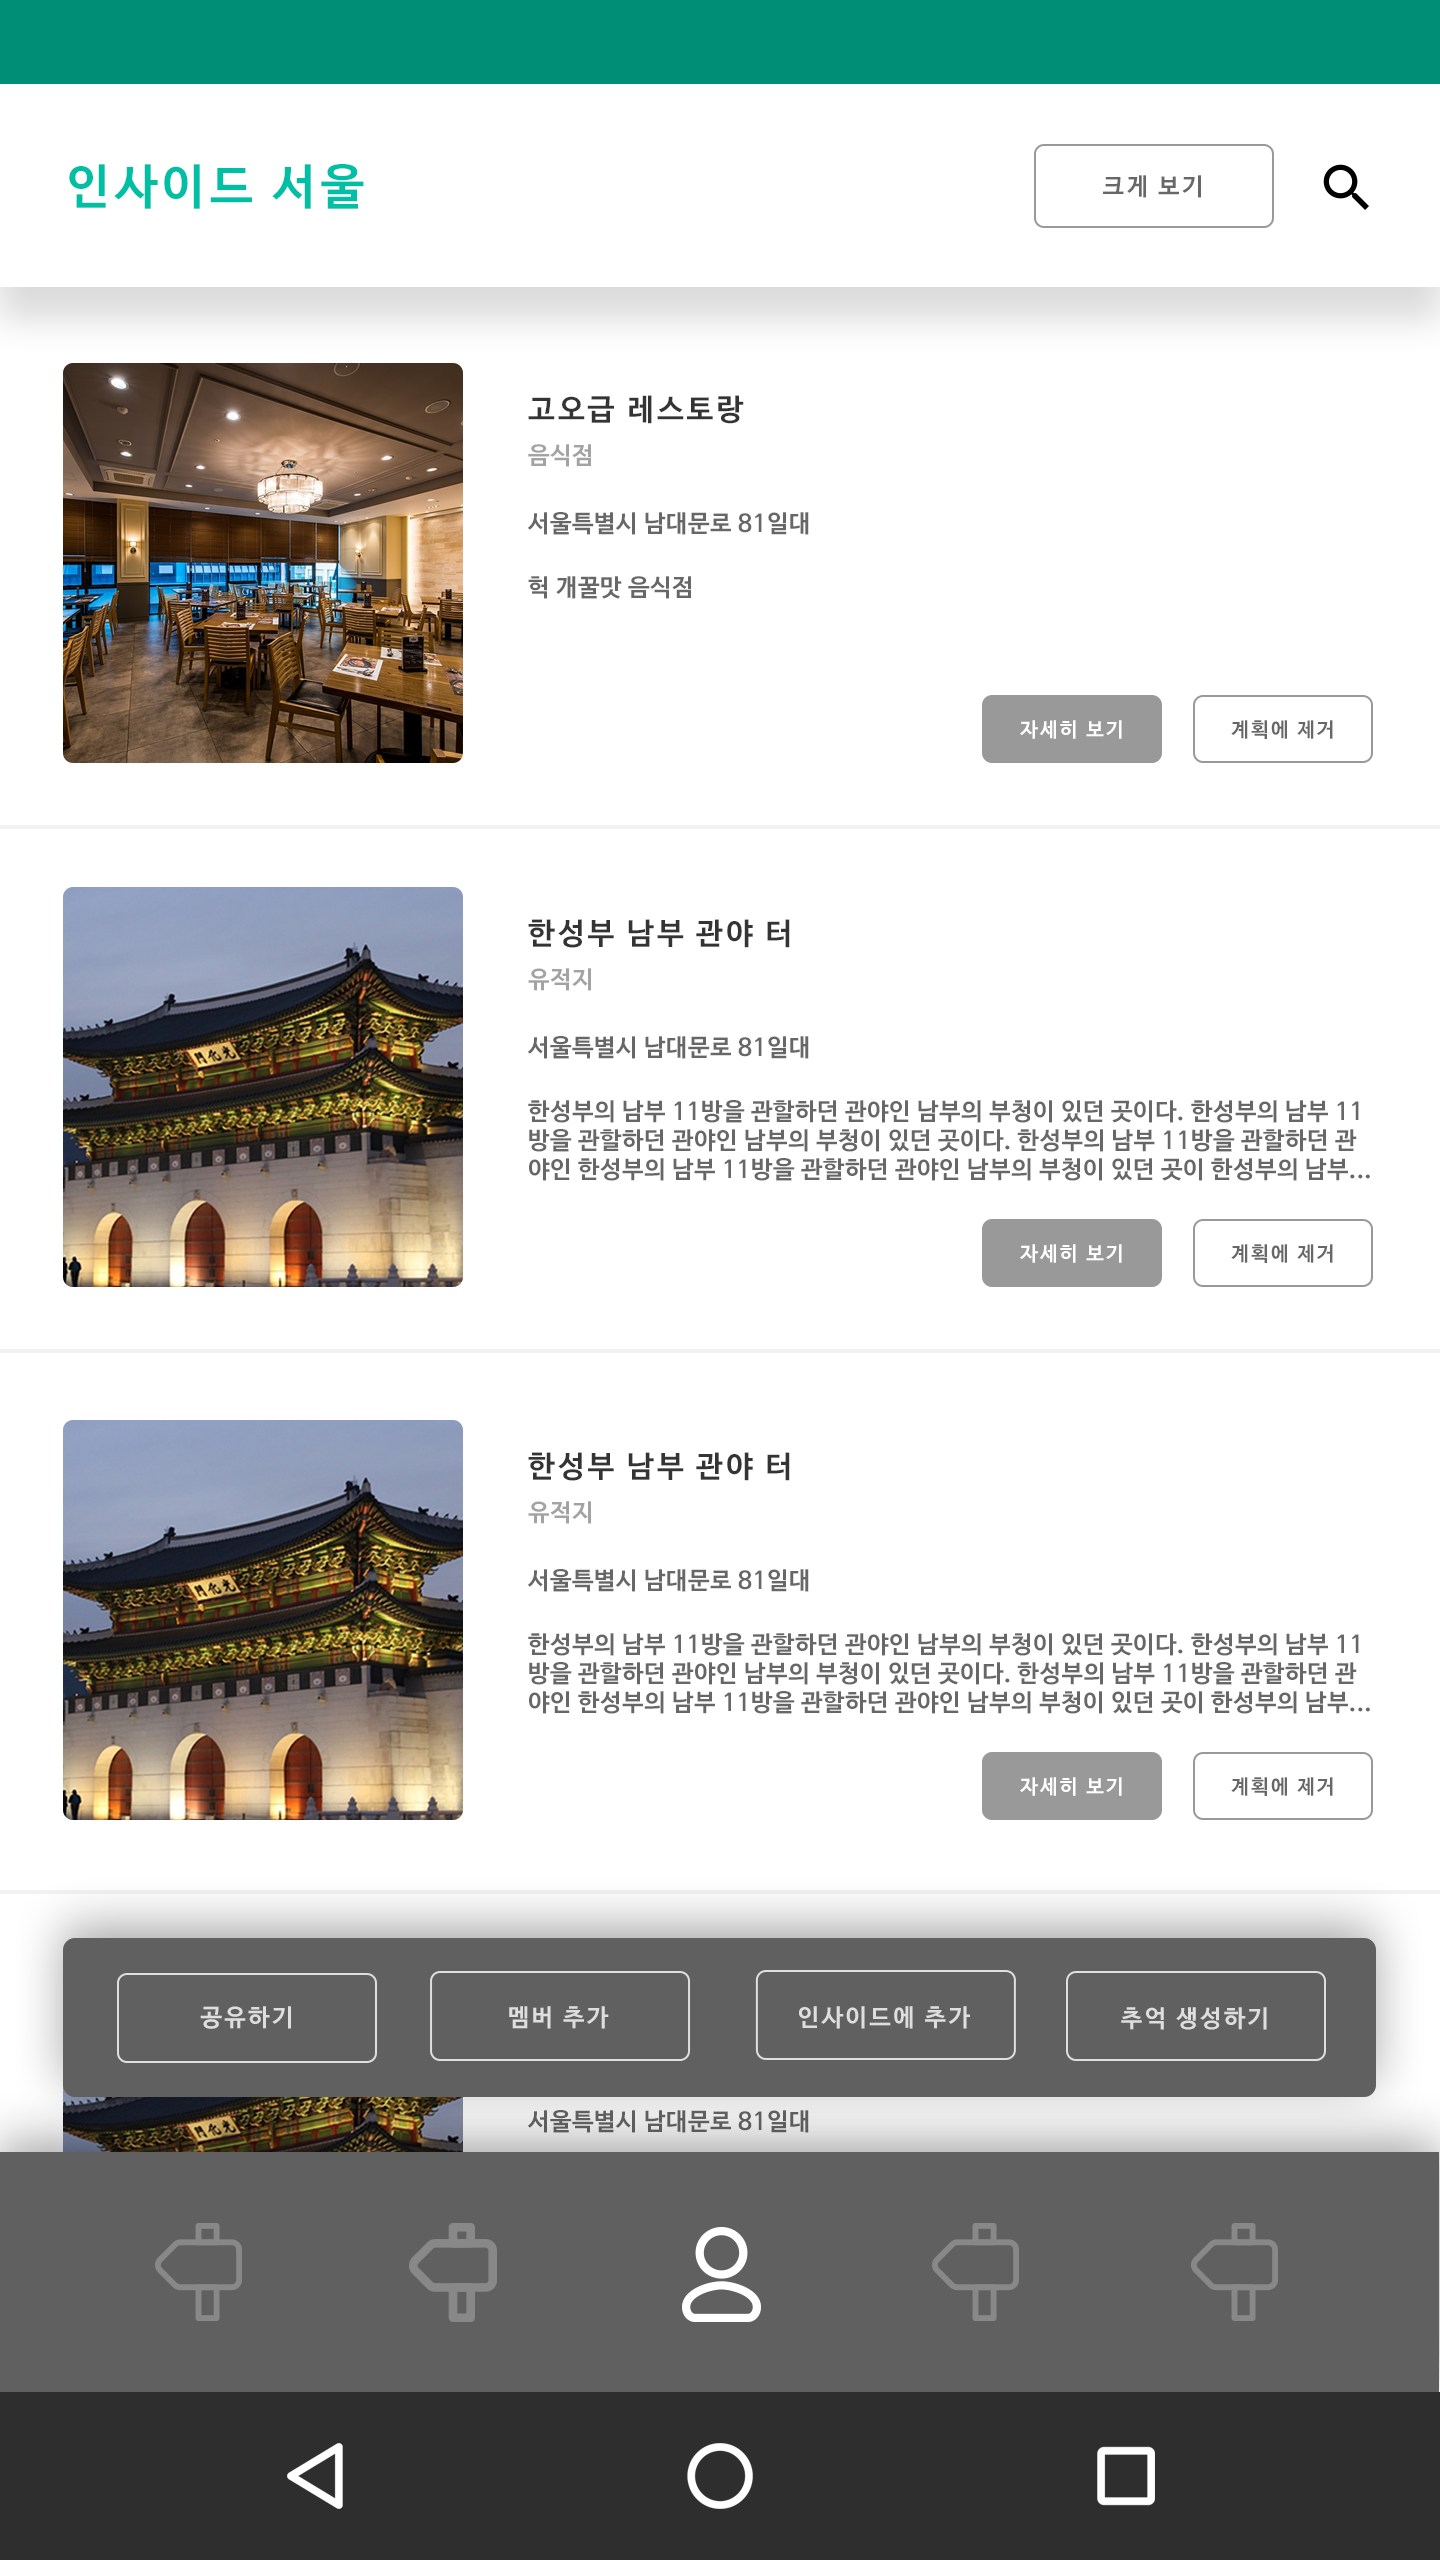 인사이드 서울
크게 보기
고오급 레스토랑
음식점
서울특별시 남대문로 81일대
헉 개꿀맛 음식점
자세히 보기
계획에 제거
한성부 남부 관야 터
유적지
서울특별시 남대문로 81일대
한성부의 남부 11방을 관할하던 관야인 남부의 부청이 있던 곳이다. 한성부의 남부 11
방을 관할하던 관야인 남부의 부청이 있던 곳이다. 한성부의 남부 11방을 관할하던 관
야인 한성부의 남부 11방을 관할하던 관야인 남부의 부청이 있던 곳이 한성부의 남부...
門化光
자세히 보기
계획에 제거
한성부 남부 관야 터
유적지
서울특별시 남대문로 81일대
한성부의 남부 11방을 관할하던 관야인 남부의 부청이 있던 곳이다. 한성부의 남부 11
방을 관할하던 관야인 남부의 부청이 있던 곳이다. 한성부의 남부 11방을 관할하던 관
야인 한성부의 남부 11방을 관할하던 관야인 남부의 부청이 있던 곳이 한성부의 남부...
門化光
자세히 보기
계획에 제거
공유하기
멤버 추가
인사이드에 추가
추억 생성하기
서울특별시 남대문로 81일대
門化光